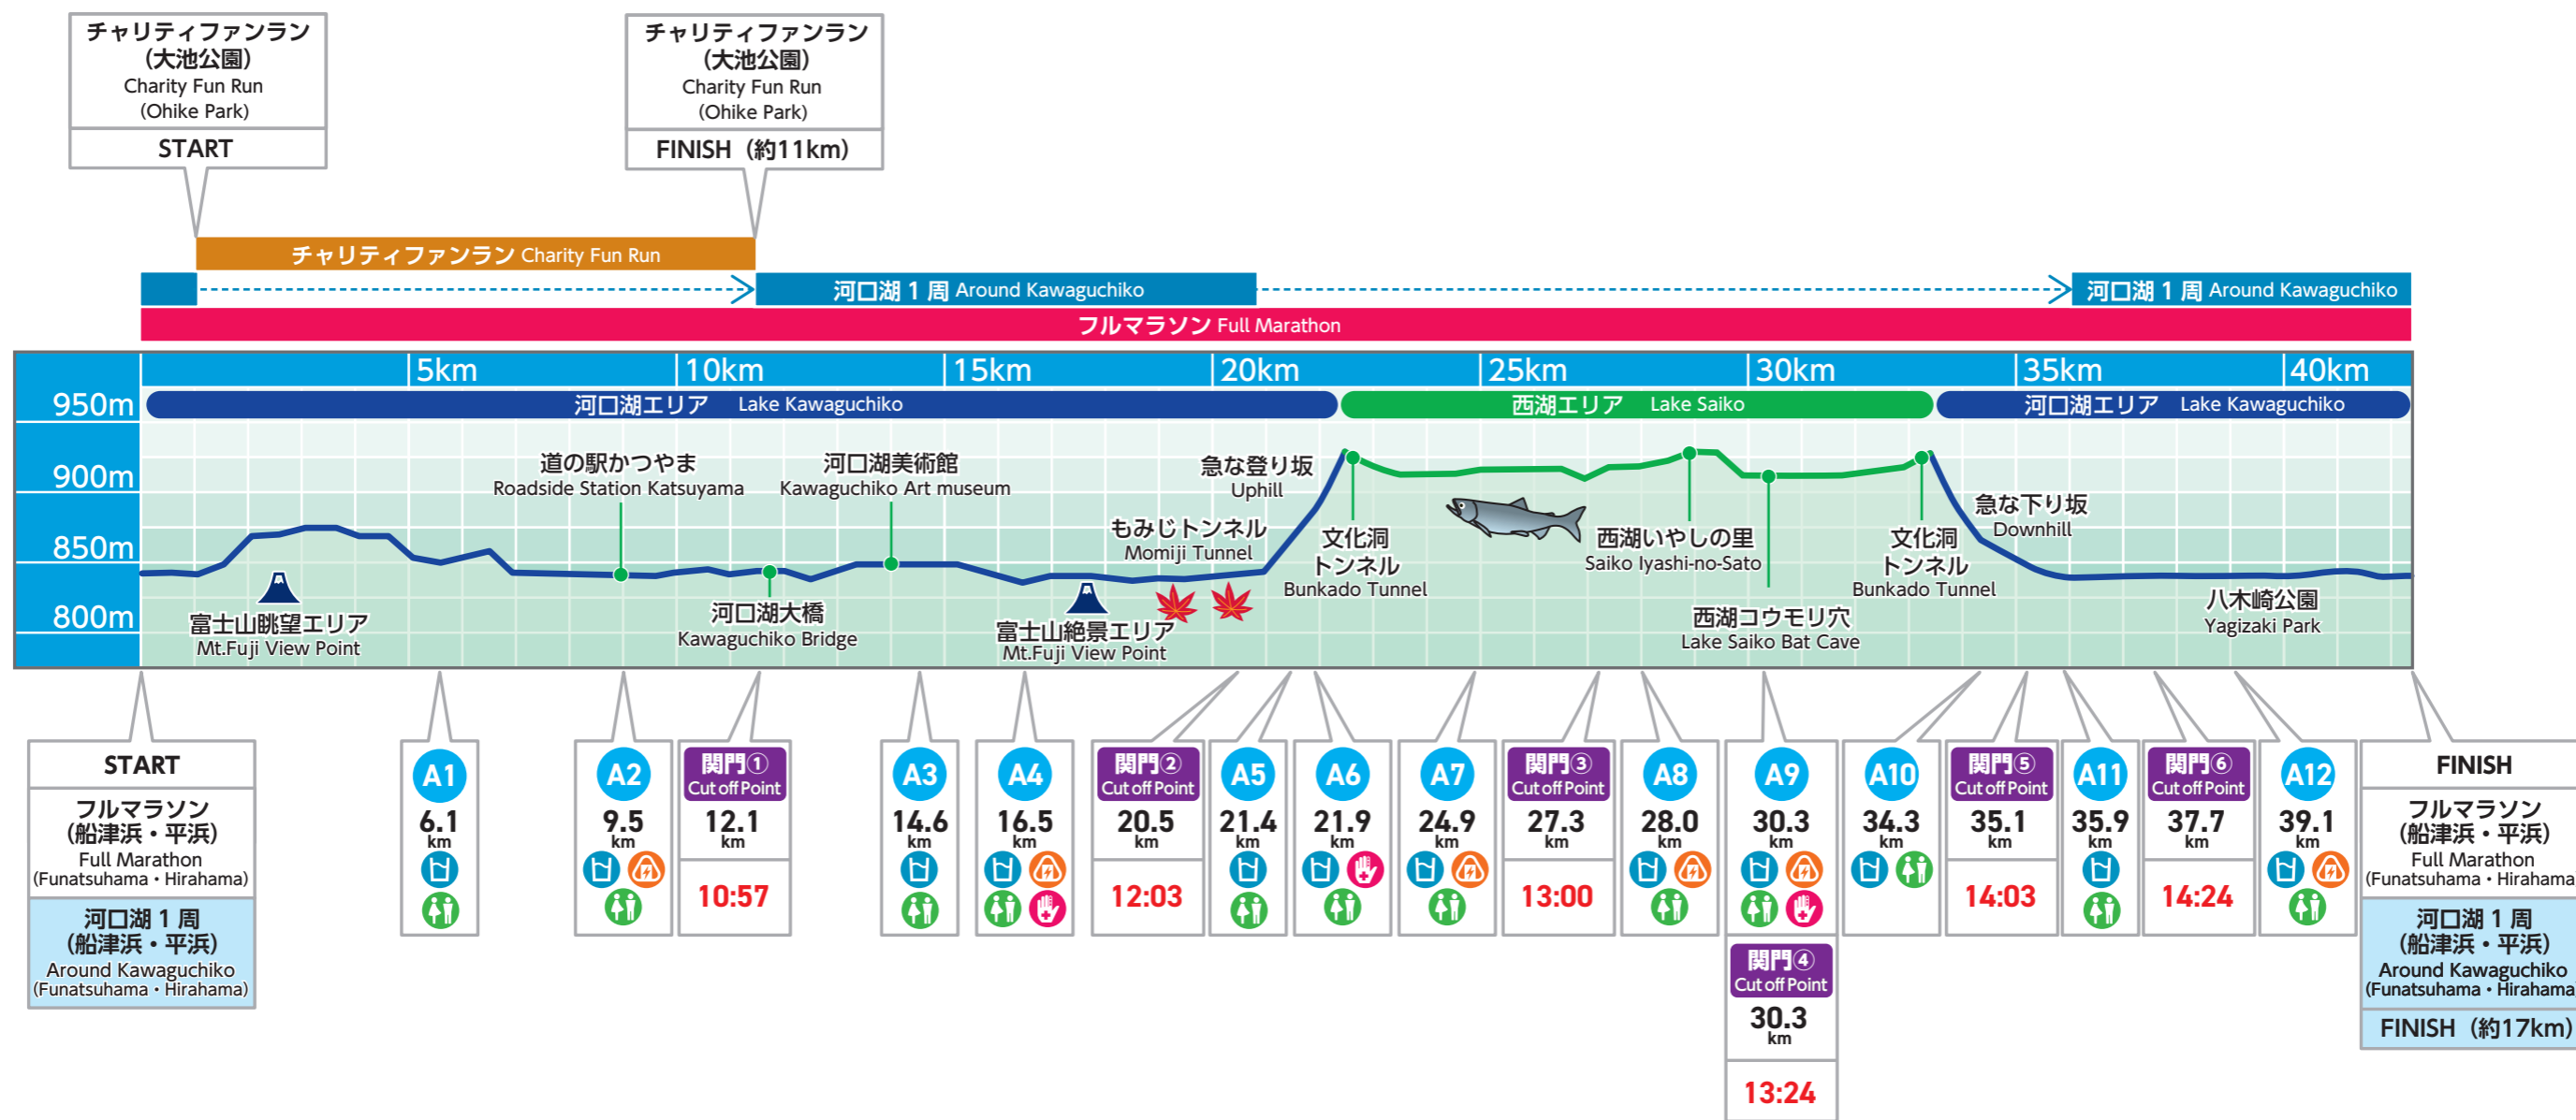 チャリティファンラン
（大池公園）
Charity Fun Run
(Ohike Park)
START
チャリティファンラン
（大池公園）
Charity Fun Run
(Ohike Park)
FINISH（約11km）
チャリティファンラン Charity Fun Run
河口湖 1 周 Around Kawaguchiko
河口湖 1 周 Around Kawaguchiko
フルマラソン Full Marathon
5km
10km
15km
20km
25km
30km
35km
40km
河口湖エリア Lake Kawaguchiko
西湖エリア Lake Saiko
河口湖エリア Lake Kawaguchiko
950m
900m
850m
800m
富士山眺望エリア
Mt.Fuji View Point
道の駅かつやま
Roadside Station Katsuyama
河口湖大橋
Kawaguchiko Bridge
河口湖美術館
Kawaguchiko Art museum
富士山絶景エリア
Mt.Fuji View Point
もみじトンネル
Momiji Tunnel
急な登り坂
Uphill
文化洞
トンネル
Bunkado Tunnel
西湖いやしの里
Saiko Iyashi-no-Sato
西湖コウモリ穴
Lake Saiko Bat Cave
文化洞
トンネル
Bunkado Tunnel
急な下り坂
Downhill
八木崎公園
Yagizaki Park
START
フルマラソン
（船津浜・平浜）
Full Marathon
(Funatsuhama・Hirahama)
河口湖 1 周
（船津浜・平浜）
Around Kawaguchiko
(Funatsuhama・Hirahama)
A1
6.1
km
A2
9.5
km
関門①
Cut off Point
12.1
km
10:57
A3
14.6
km
A4
16.5
km
関門②
Cut off Point
20.5
km
12:03
A5
21.4
km
A6
21.9
km
A7
24.9
km
関門③
Cut off Point
27.3
km
13:00
A8
28.0
km
A9
30.3
km
関門④
Cut off Point
30.3
km
13:24
A10
34.3
km
関門⑤
Cut off Point
35.1
km
14:03
A11
35.9
km
関門⑥
Cut off Point
37.7
km
14:24
A12
39.1
km
FINISH
フルマラソン
（船津浜・平浜）
Full Marathon
(Funatsuhama・Hirahama
河口湖 1 周
（船津浜・平浜）
Around Kawaguchiko
(Funatsuhama・Hirahama
FINISH（約17km）